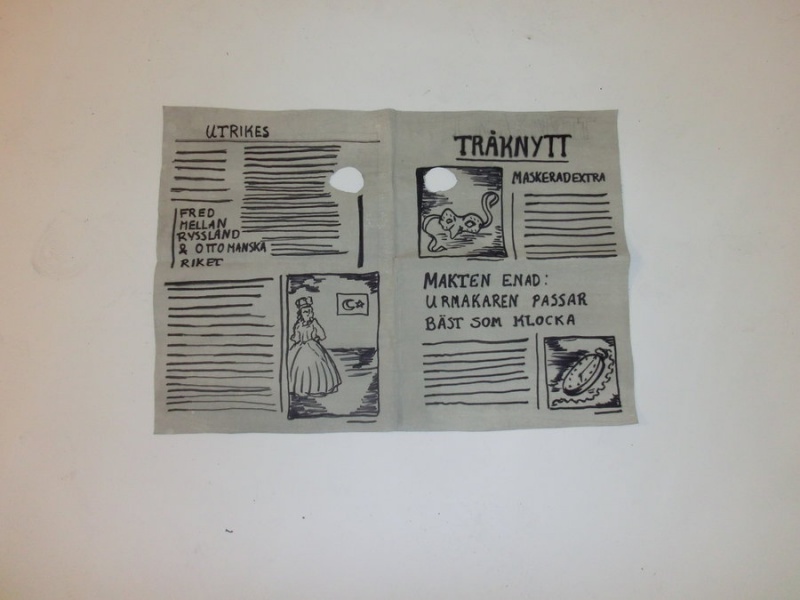 UTRIKES
FRED
MELLAN
RYSSLAND
& OTTOMANSKA
RIKET
TRÅKNYTT
MASKERADEXTRA
MAKTEN ENAD:
URMAKAREN PASSAR
BÄST SOM KLOCKA